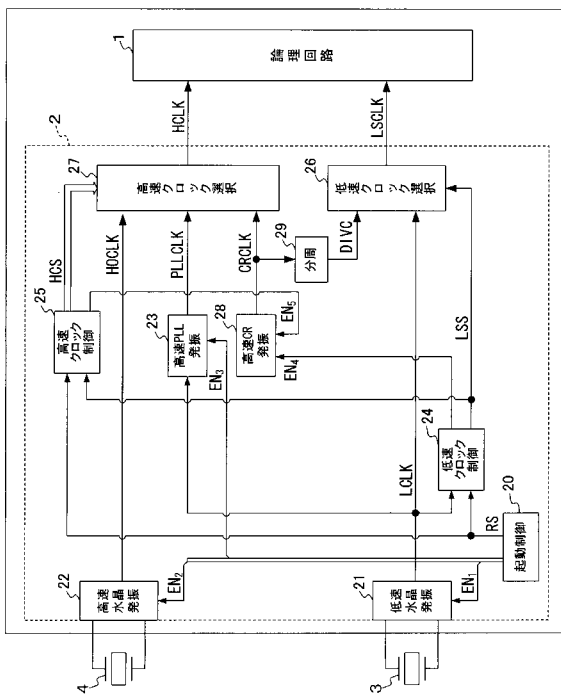 1
論理回路
2
HCLK
LSCLK
27
高速クロック選択
26
低速クロック選択
HCS
HOCLK
PLLCLK
CRCLK
29
分周
DIVC
25
高速
クロック
制御
23
高速PLL
発振
EN3
28
高速CR
発振
EN4
EN5
LSS
LCLK
24
低速
クロック
制御
20
起動制御
RS
22
高速
水晶
発振
EN2
21
低速
水晶
発振
EN1
4
3